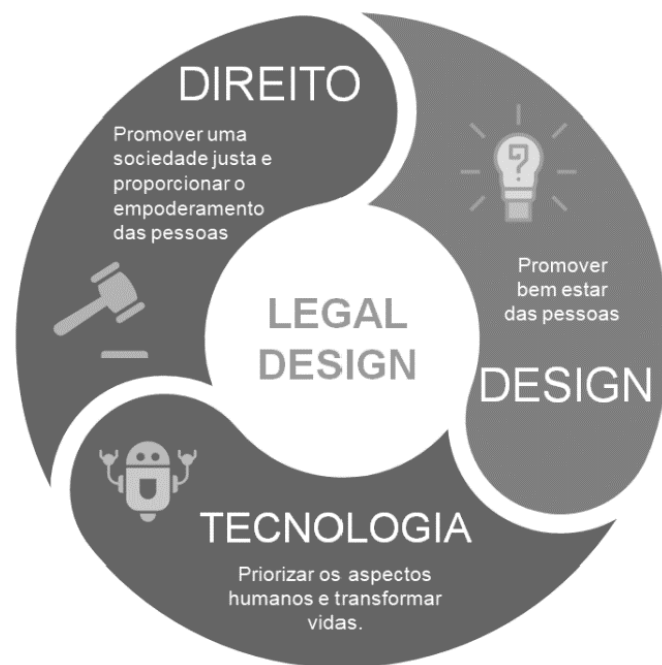 DIREITO
Promover uma
sociedade justa e
proporcionar o
empoderamento
das pessoas
Promover
bem estar
das pessoas
DESIGN
LEGAL
DESIGN
TECNOLOGIA
Priorizar os aspectos
humanos e transformar
vidas.